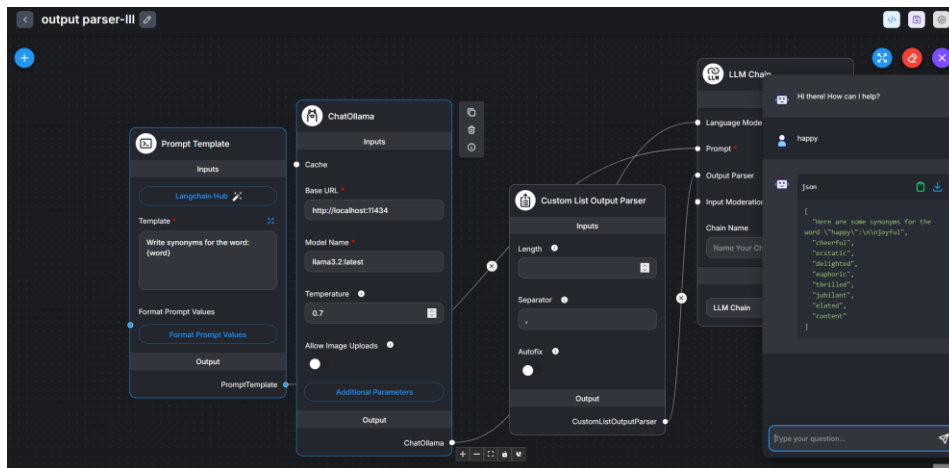 output parser-III
Prompt Template
Inputs
Langchain Hub
Template *
Write synonyms for the word:
{word}
Format Prompt Values
Format Prompt Values
Output
PromptTemplate
ChatOllama
Inputs
Cache
Base URL *
http://localhost:11434
Model Name *
llama3.2:latest
Temperature
0.7
Allow Image Uploads
Additional Parameters
Output
ChatOllama
Custom List Output Parser
Inputs
Length
Separator
,
Autofix
Output
CustomListOutputParser
LLM
LLM Chain
Language Mode
Prompt *
Output Parser
Input Moderation
Chain Name
Name Your Ch
LLM Chain
Hi there! How can I help?
happy
json
[
"Here are some synonyms for the
word \"happy\":\n\njoyful",
"cheerful",
"ecstatic",
"delighted",
"euphoric",
"thrilled",
"jubilant",
"elated",
"content"
]
Type your question...